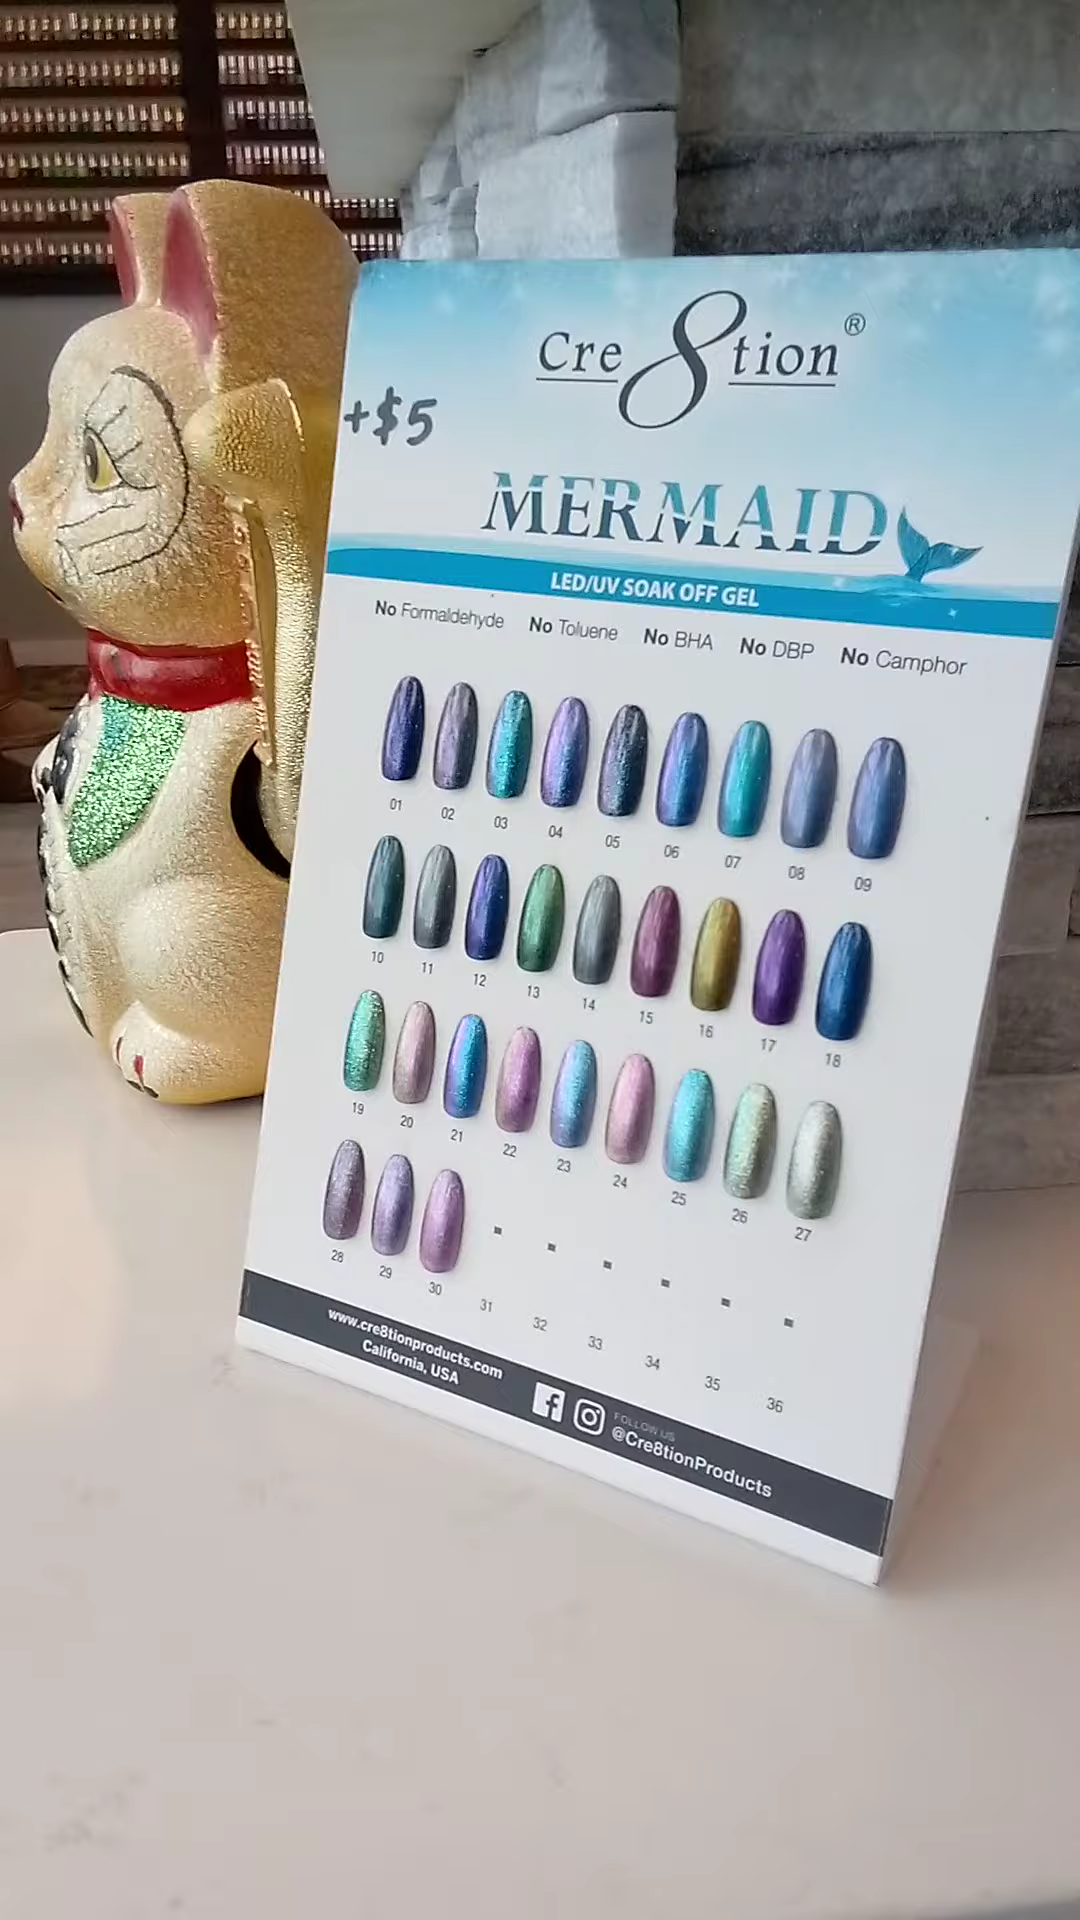 Cre8tion®
+$5
MERMAID
LED/UV SOAK OFF GEL
No Formaldehyde No Toluene No BHA No DBP No Camphor
01 02 03 04 05 06 07 08 09
10 11 12 13 14 15 16 17 18
19 20 21 22 23 24 25 26 27
28 29 30 31 32 33 34 35 36
www.cre8tionproducts.com
California, USA
FOLLOW US
@Cre8tionProducts